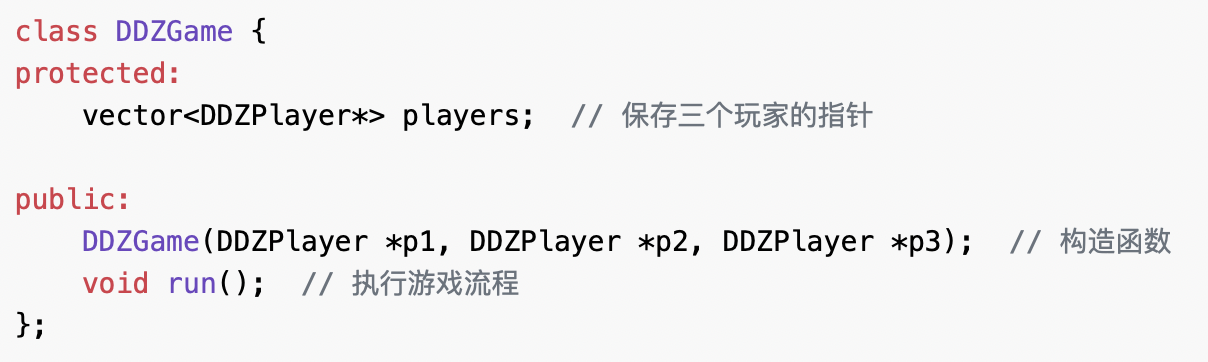 class DDZGame {
protected:
    vector<DDZPlayer*> players;  // 保存三个玩家的指针
public:
    DDZGame(DDZPlayer *p1, DDZPlayer *p2, DDZPlayer *p3);  // 构造函数
    void run();  // 执行游戏流程
};